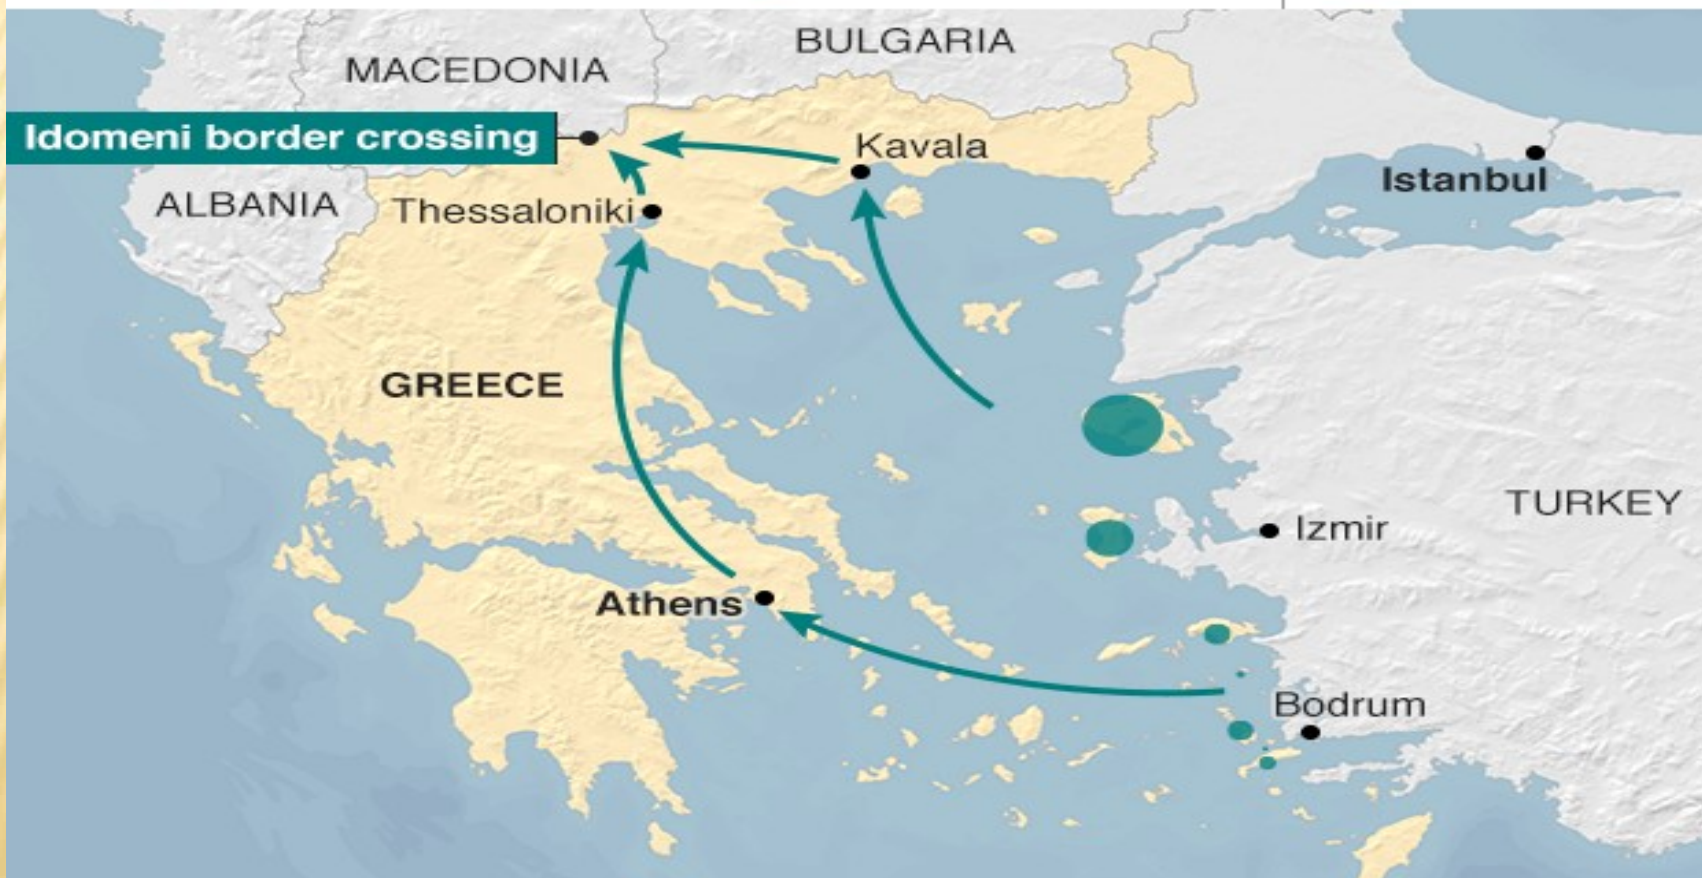 BULGARIA
MACEDONIA
Idomeni border crossing
Kavala
Istanbul
ALBANIA
Thessaloniki
GREECE
TURKEY
Izmir
Athens
Bodrum